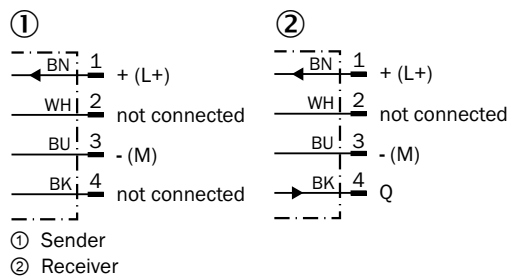 ① ②
BN 1 + (L+) BN 1 + (L+)
WH 2 not connected WH 2 not connected
BU 3 - (M) BU 3 - (M)
BK 4 not connected BK 4 Q
① Sender
② Receiver